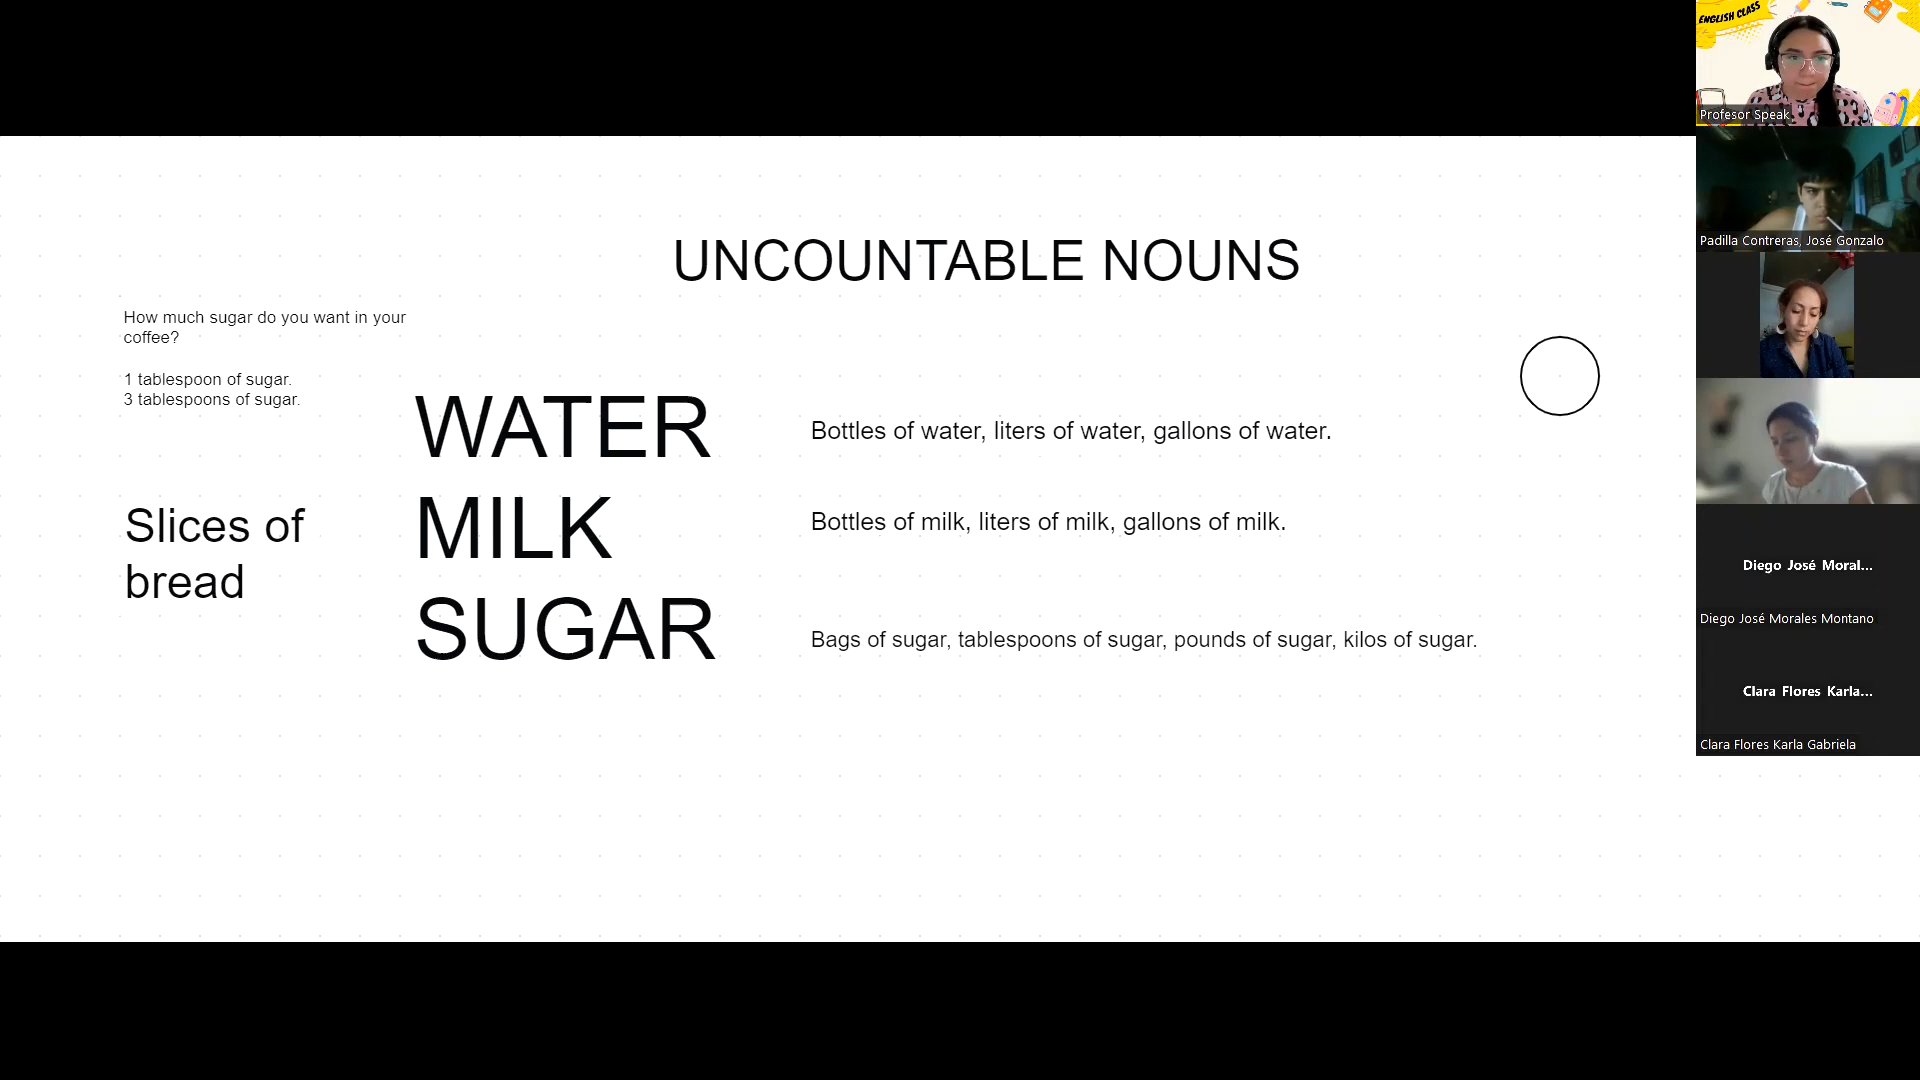 UNCOUNTABLE NOUNS
How much sugar do you want in your
coffee?
1 tablespoon of sugar.
3 tablespoons of sugar.
Slices of
bread
WATER
MILK
SUGAR
Bottles of water, liters of water, gallons of water.
Bottles of milk, liters of milk, gallons of milk.
Bags of sugar, tablespoons of sugar, pounds of sugar, kilos of sugar.
ENGLISH CLASS
Profesor Speak
Padilla Contreras, José Gonzalo
Diego José Moral...
Diego José Morales Montano
Clara Flores Karla...
Clara Flores Karla Gabriela